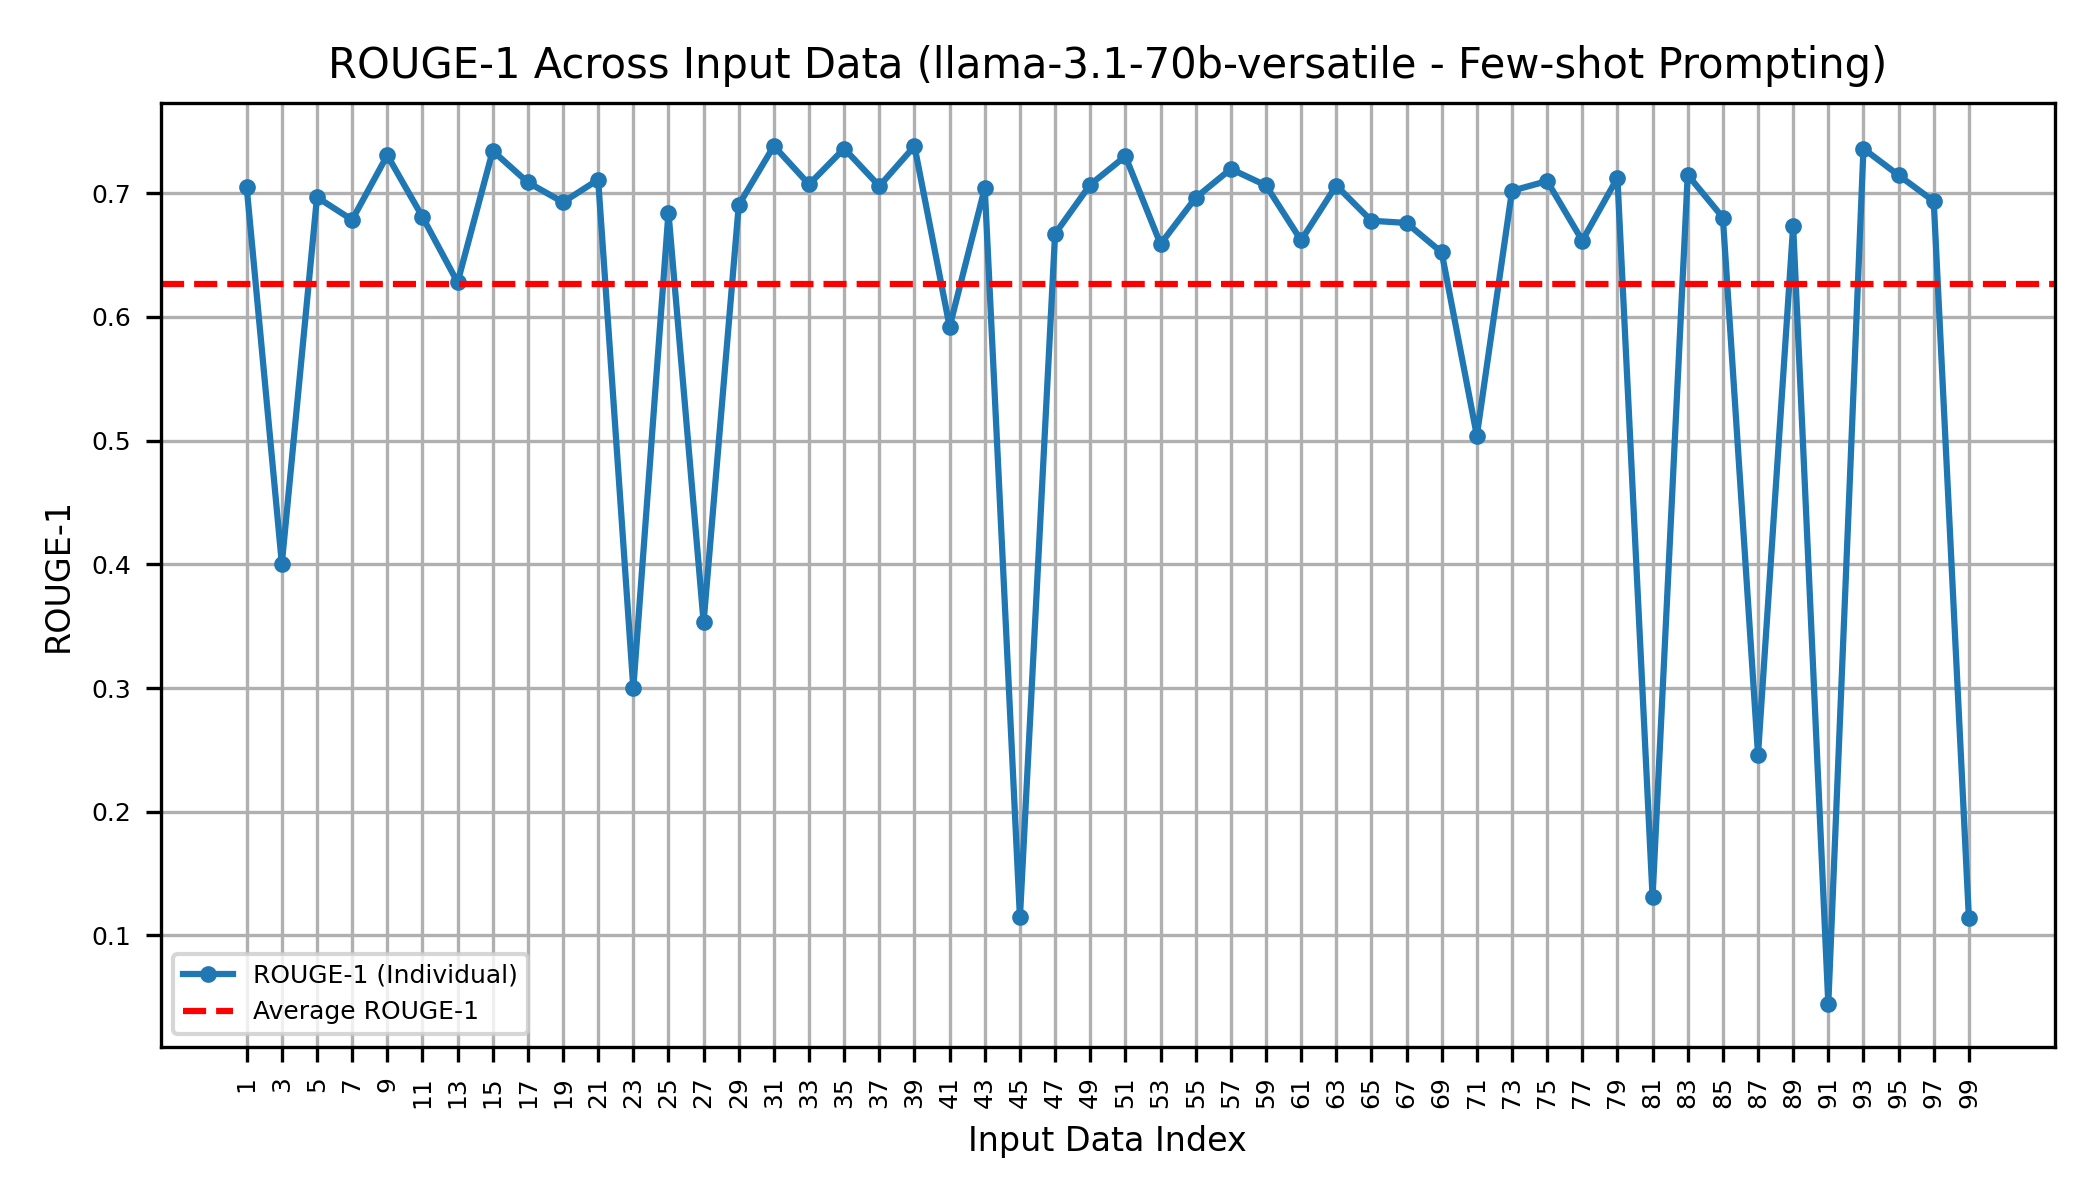 ROUGE-1 Across Input Data (llama-3.1-70b-versatile - Few-shot Prompting)
ROUGE-1
0.7
0.6
0.5
0.4
0.3
0.2
0.1
ROUGE-1 (Individual)
Average ROUGE-1
1 3 5 7 9 11 13 15 17 19 21 23 25 27 29 31 33 35 37 39 41 43 45 47 49 51 53 55 57 59 61 63 65 67 69 71 73 75 77 79 81 83 85 87 89 91 93 95 97 99
Input Data Index